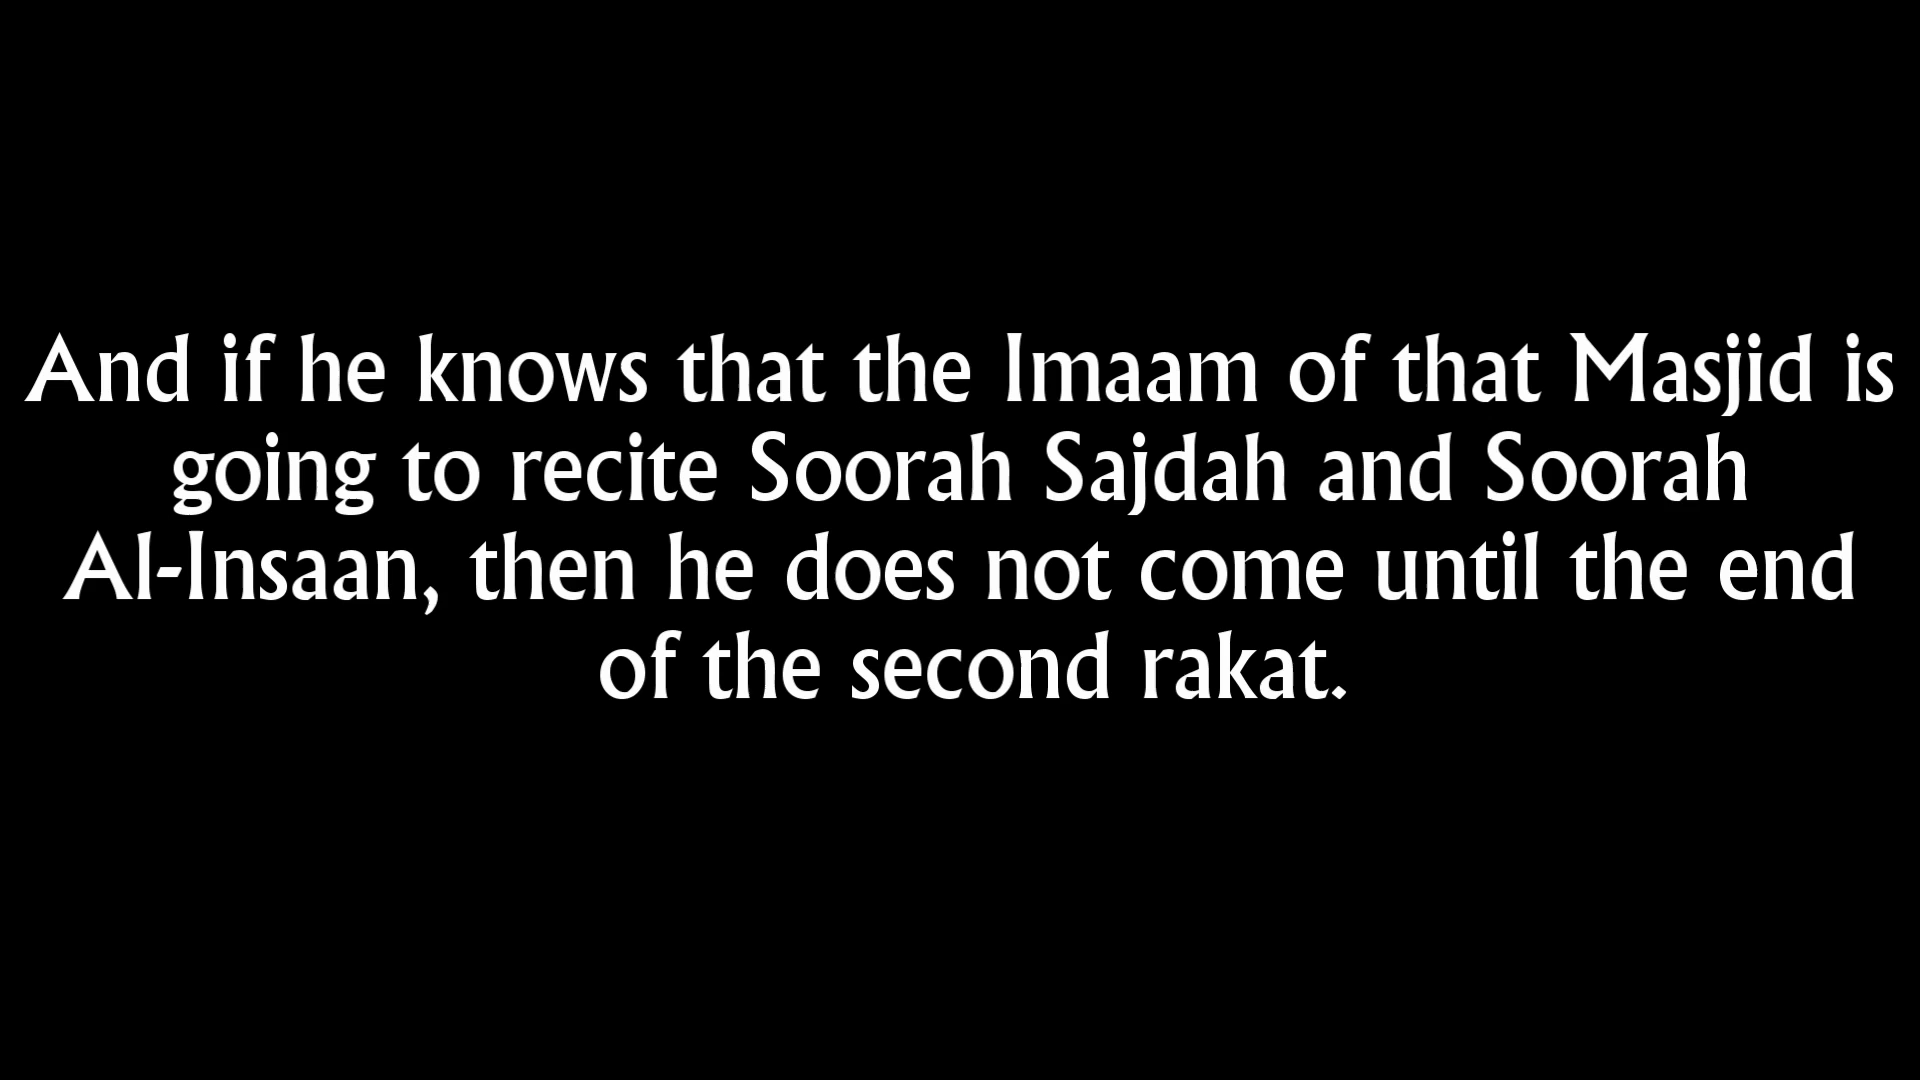 And if he knows that the Imaam of that Masjid is
going to recite Soorah Sajdah and Soorah
Al-Insaan, then he does not come until the end
of the second rakat.